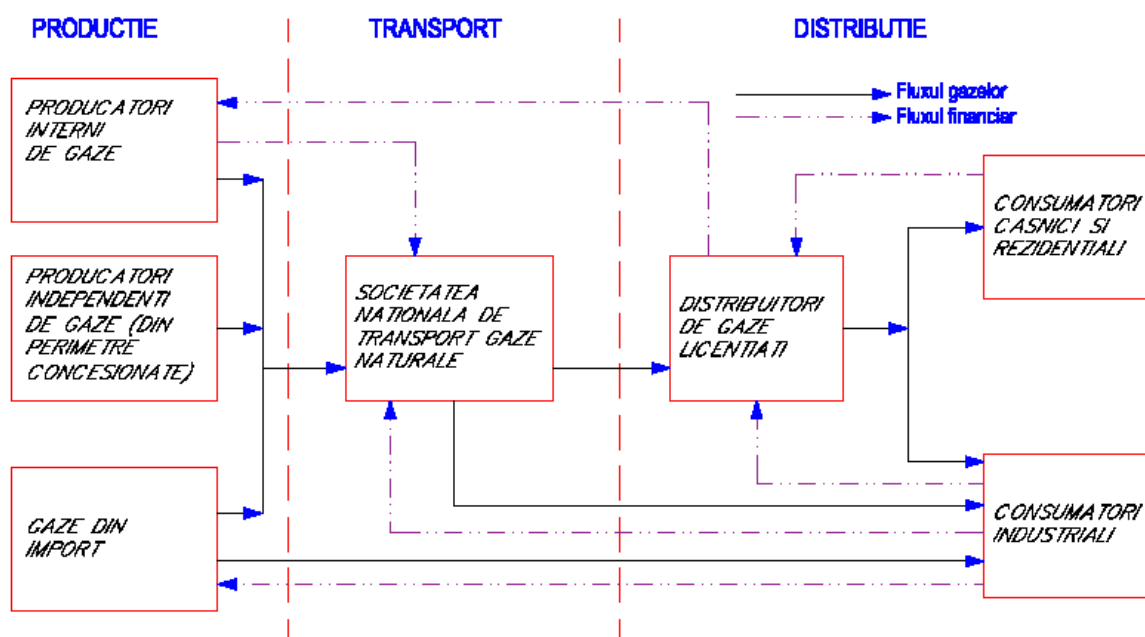 PRODUCTIE
TRANSPORT
DISTRIBUTIE
Fluxul gazelor
Fluxul financiar
PRODUCATORI
INTERNI
DE GAZE
PRODUCATORI
INDEPENDENTI
DE GAZE (DIN
PERIMETRE
CONCESIONATE)
GAZE DIN
IMPORT
SOCIETATEA
NATIONALA DE
TRANSPORT GAZE
NATURALE
DISTRIBUITORI
DE GAZE
LICENTIATI
CONSUMATORI
CASNICI SI
REZIDENTIALI
CONSUMATORI
INDUSTRIALI